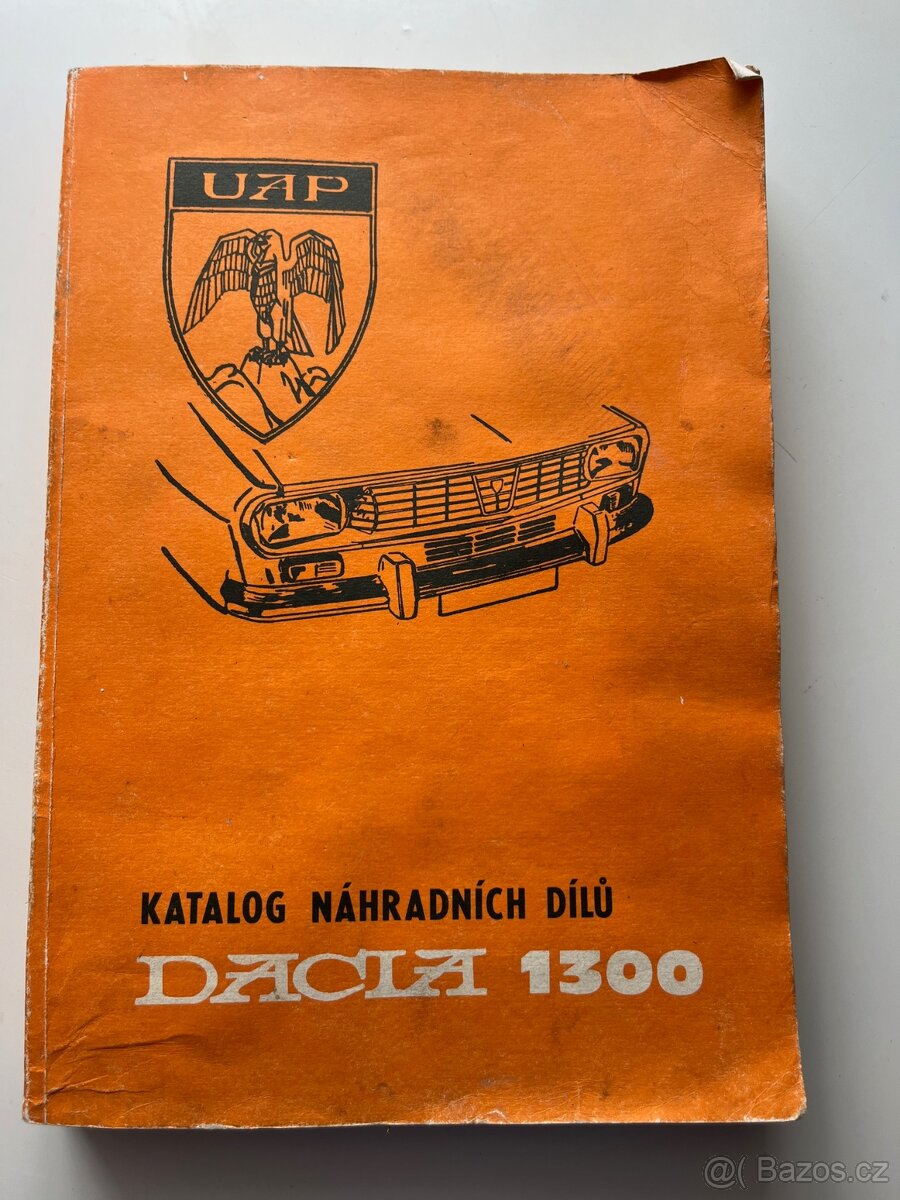 UAP
KATALOG NÁHRADNÍCH DÍLŮ
DACIA 1300
@( Bazos.cz